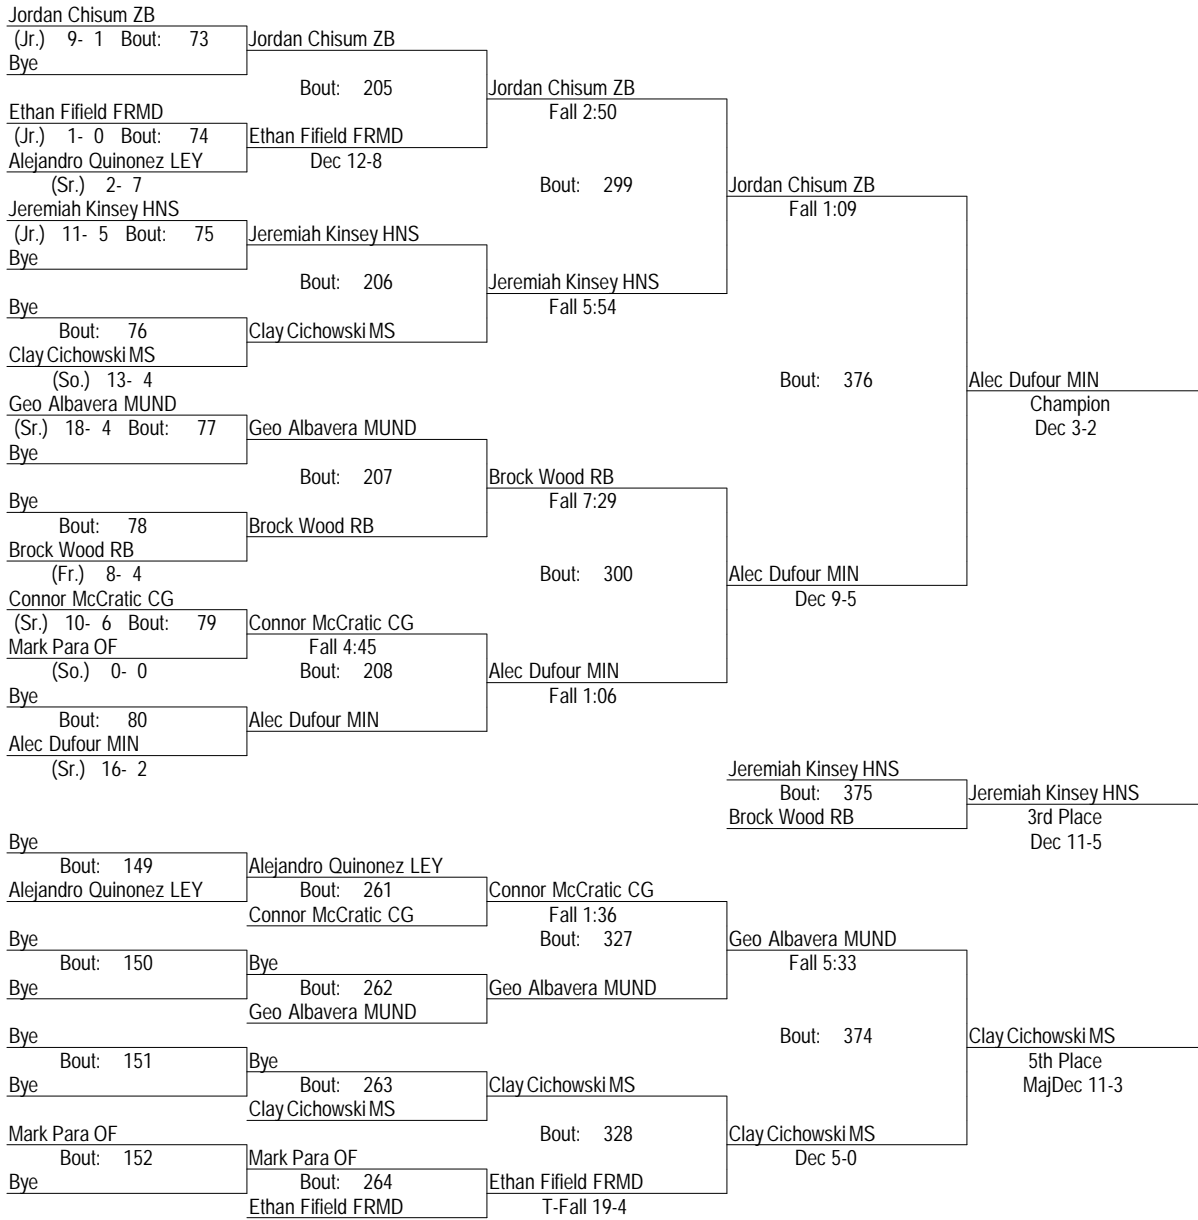 Jordan Chisum ZB
(Jr.) 9- 1 Bout: 73
Jordan Chisum ZB
Bye
Bout: 205
Jordan Chisum ZB
Fall 2:50
Ethan Fifield FRMD
(Jr.) 1- 0 Bout: 74
Ethan Fifield FRMD
Alejandro Quinonez LEY
Dec 12-8
(Sr.) 2- 7
Bout: 299
Jordan Chisum ZB
Fall 1:09
Jeremiah Kinsey HNS
(Jr.) 11- 5 Bout: 75
Jeremiah Kinsey HNS
Bye
Bout: 206
Jeremiah Kinsey HNS
Fall 5:54
Bye
Bout: 76
Clay Cichowski MS
Clay Cichowski MS
(So.) 13- 4
Bout: 376
Alec Dufour MIN
Champion
Dec 3-2
Geo Albavera MUND
(Sr.) 18- 4 Bout: 77
Geo Albavera MUND
Bye
Bout: 207
Brock Wood RB
Fall 7:29
Bye
Bout: 78
Brock Wood RB
Brock Wood RB
(Fr.) 8- 4
Bout: 300
Alec Dufour MIN
Dec 9-5
Connor McCratic CG
(Sr.) 10- 6 Bout: 79
Connor McCratic CG
Mark Para OF
Fall 4:45
(So.) 0- 0
Bout: 208
Alec Dufour MIN
Fall 1:06
Bye
Bout: 80
Alec Dufour MIN
Alec Dufour MIN
(Sr.) 16- 2
Jeremiah Kinsey HNS
Bout: 375
Jeremiah Kinsey HNS
Brock Wood RB
3rd Place
Dec 11-5
Bye
Bout: 149
Alejandro Quinonez LEY
Alejandro Quinonez LEY
Bout: 261
Connor McCratic CG
Connor McCratic CG
Fall 1:36
Bye
Bout: 327
Geo Albavera MUND
Fall 5:33
Bout: 150
Bye
Bye
Bout: 262
Geo Albavera MUND
Geo Albavera MUND
Bye
Bout: 374
Clay Cichowski MS
5th Place
MajDec 11-3
Bout: 151
Bye
Bye
Bout: 263
Clay Cichowski MS
Clay Cichowski MS
Mark Para OF
Bout: 328
Clay Cichowski MS
Dec 5-0
Bout: 152
Mark Para OF
Bye
Bout: 264
Ethan Fifield FRMD
Ethan Fifield FRMD
T-Fall 19-4